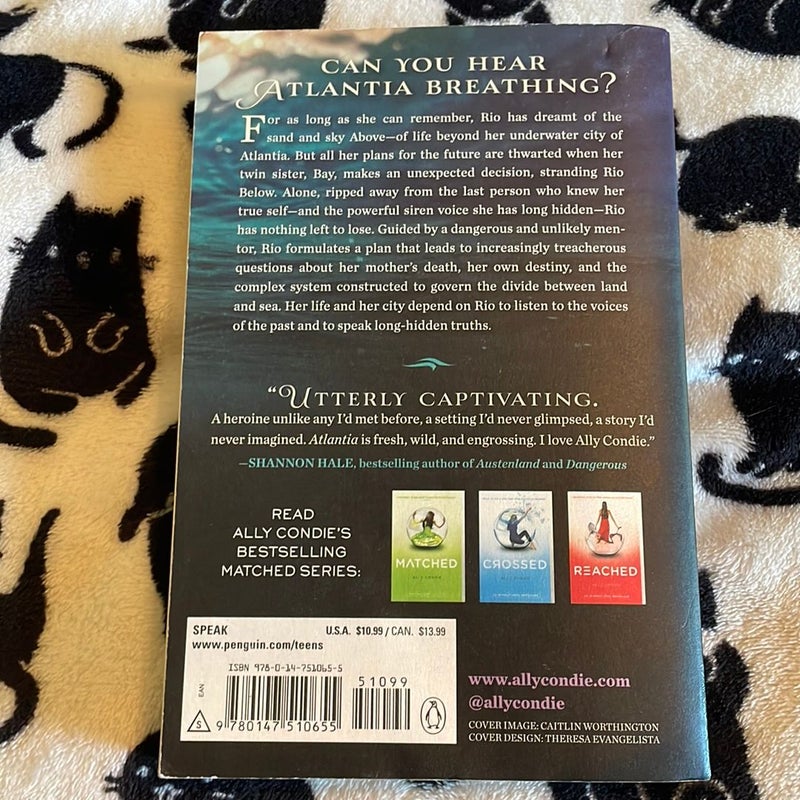 CAN YOU HEAR
ATLANTIA BREATHING?
For as long as she can remember, Rio has dreamt of the
sand and sky Above—of life beyond her underwater city of
Atlantia. But all her plans for the future are thwarted when her
twin sister, Bay, makes an unexpected decision, stranding Rio
Below. Alone, ripped away from the last person who knew her
true self—and the powerful siren voice she has long hidden—Rio
has nothing left to lose. Guided by a dangerous and unlikely men-
tor, Rio formulates a plan that leads to increasingly treacherous
questions about her mother's death, her own destiny, and the
complex system constructed to govern the divide between land
and sea. Her life and her city depend on Rio to listen to the voices
of the past and to speak long-hidden truths.
"UTTERLY CAPTIVATING.
A heroine unlike any I'd met before, a setting I'd never glimpsed, a story I'd
never imagined. Atlantia is fresh, wild, and engrossing. I love Ally Condie."
—SHANNON HALE, bestselling author of Austenland and Dangerous
READ
ALLY CONDIE'S
BESTSELLING
MATCHED SERIES:
MATCHED
CROSSED
REACHED
SPEAK
U.S.A. $10.99 / CAN. $13.99
www.penguin.com/teens
ISBN 978-0-14-751065-5
51099
EAN
S
9 780147 510655
www.allycondie.com
@allycondie
COVER IMAGE: CAITLIN WORTHINGTON
COVER DESIGN: THERESA EVANGELISTA